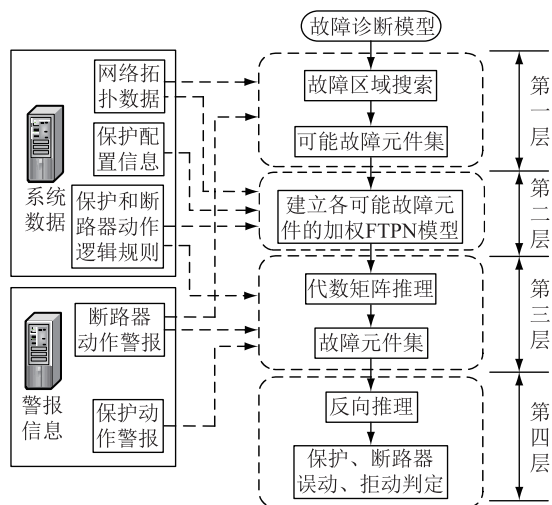 故障诊断模型
网络拓
扑数据
保护配
置信息
保护和断
路器动作
逻辑规则
系统
数据
断路器
动作警报
保护动
作警报
警报
信息
故障区域搜索
可能故障元件集
建立各可能故障元
件的加权FTPN模型
代数矩阵推理
故障元件集
反向推理
保护、断路器
误动、拒动判定
第一层
第二层
第三层
第四层